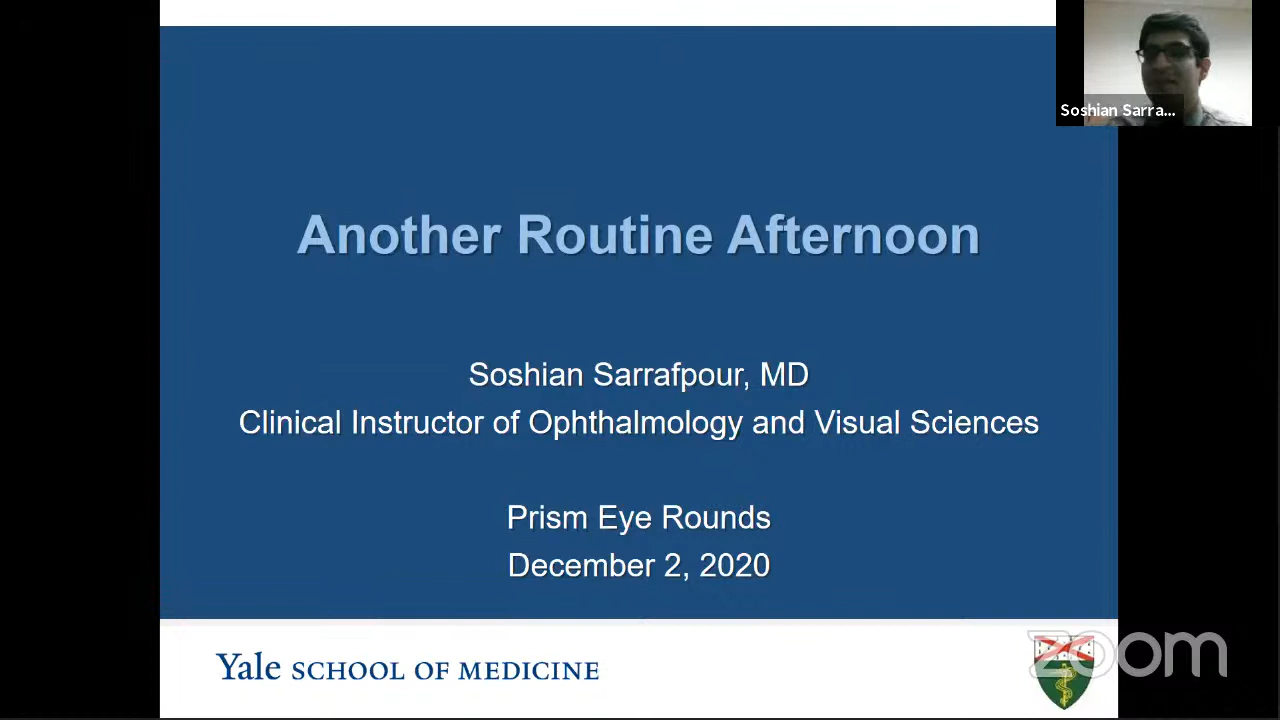 Soshian Sarra...
Another Routine Afternoon
Soshian Sarrafpour, MD
Clinical Instructor of Ophthalmology and Visual Sciences
Prism Eye Rounds
December 2, 2020
Yale SCHOOL OF MEDICINE
zoom